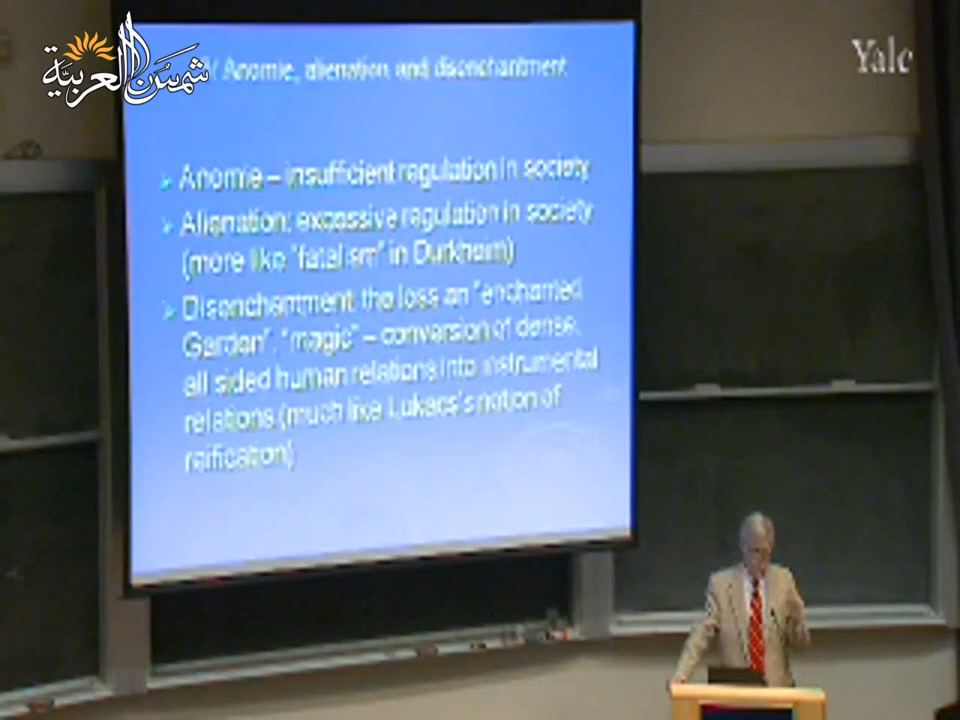 شمس العربية
Yale
Anomie, alienation and disenchantment
Anomie – insufficient regulation in society
Alienation: excessive regulation in society
(more like "fatalism" in Durkheim)
Disenchantment: the loss an "enchanted
Garden", "magic" – conversion of dense,
all sided human relations into instrumental
relations (much like Lukacs's notion of
reification)